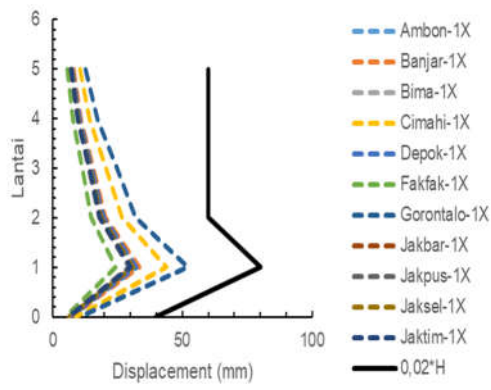 Lantai
6
5
4
3
2
1
0
0
50
100
Displacement (mm)
Ambon-1X
Banjar-1X
Bima-1X
Cimahi-1X
Depok-1X
Fakfak-1X
Gorontalo-1X
Jakbar-1X
Jakpus-1X
Jaksel-1X
Jaktim-1X
0,02*H